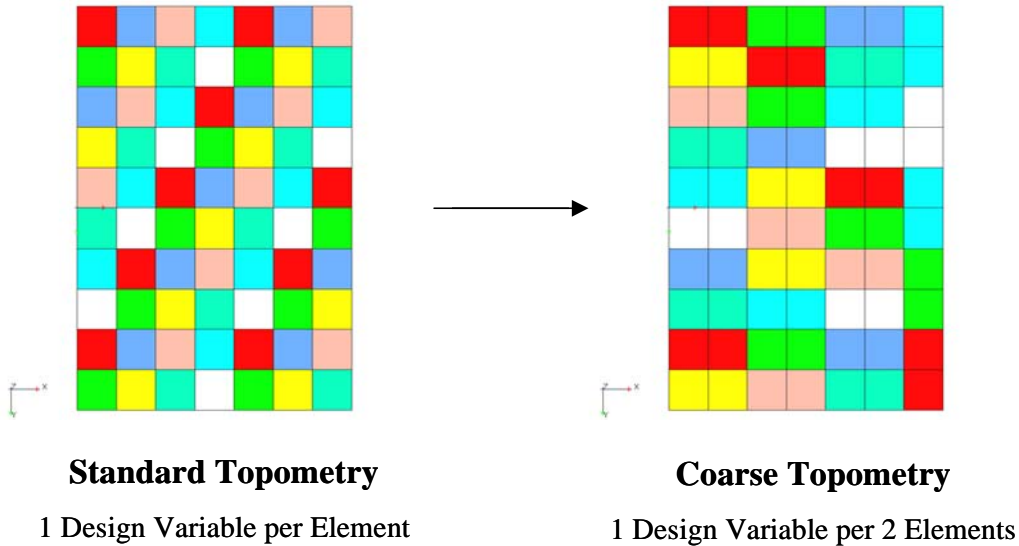 Z X
Y
Z X
Y
Standard Topometry
Coarse Topometry
1 Design Variable per Element
1 Design Variable per 2 Elements